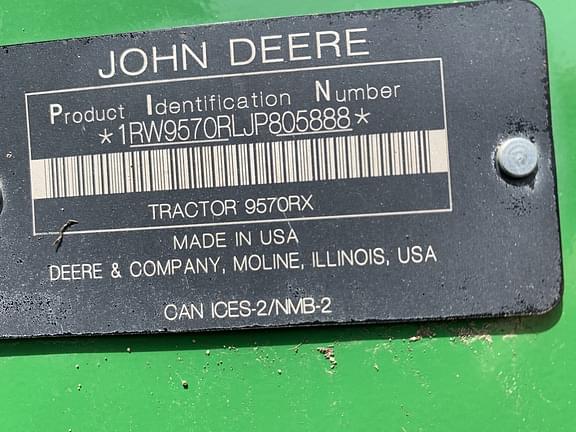 JOHN DEERE
Product Identification Number
*1RW9570RLJP805888*
TRACTOR 9570RX
MADE IN USA
DEERE & COMPANY, MOLINE, ILLINOIS, USA
CAN ICES-2/NMB-2